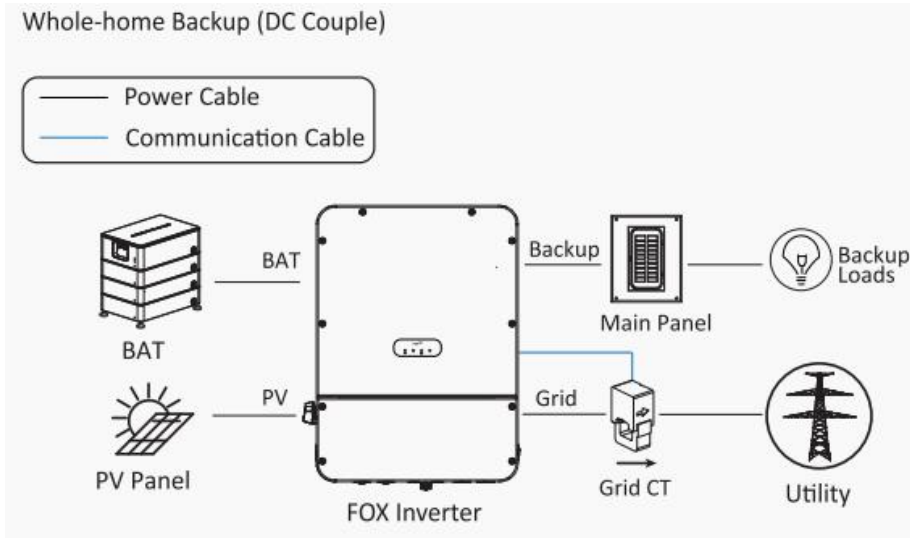 Whole-home Backup (DC Couple)
Power Cable
Communication Cable
BAT
Backup
Backup
Loads
Main Panel
BAT
PV
Grid
PV Panel
Grid CT
Utility
FOX Inverter